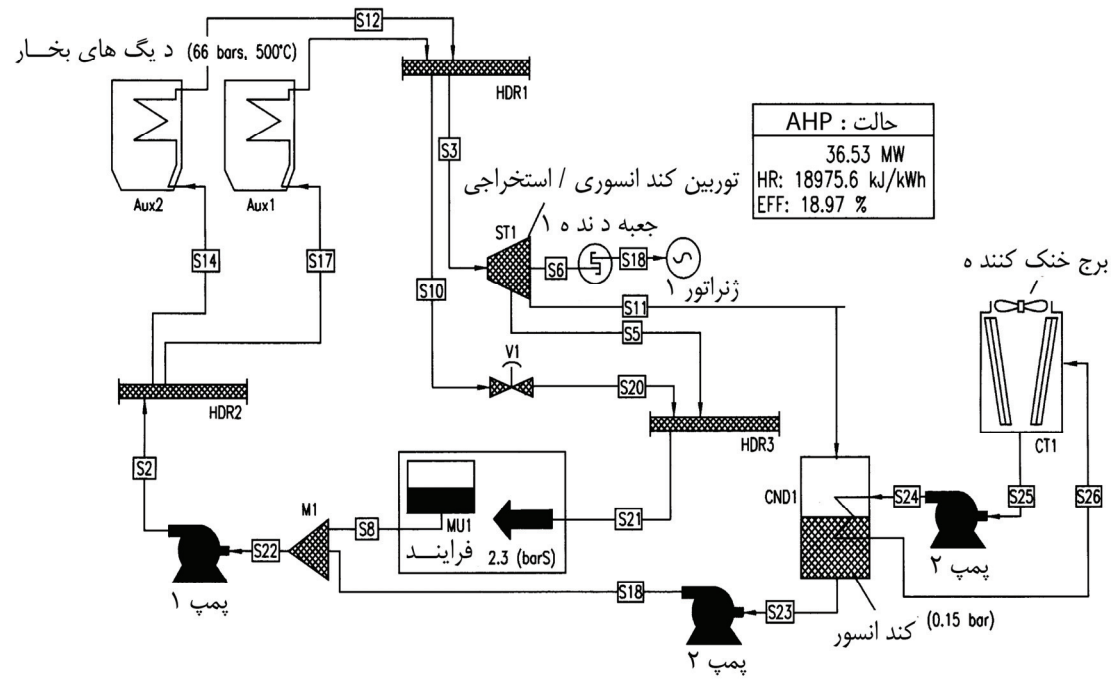 S12
دیگ های بخار (66 bars, 500°C)
HDR1
Aux2
Aux1
S3
حالت : AHP
36.53 MW
HR: 18975.6 kJ/kWh
EFF: 18.97 %
توربین کند انسوری / استخراجی
جعبه د نده ۱
ST1
S6
S18
ژنراتور ۱
S14
S17
S10
S11
S5
برج خنک کننده
V1
S20
HDR2
HDR3
CT1
S2
CND1
S24
S25
S26
M1
S8
MU1
فراینـد
S21
2.3 (barS)
S22
پمپ ۱
پمپ ۲
S18
S23
کند انسور
(0.15 bar)
پمپ ۲